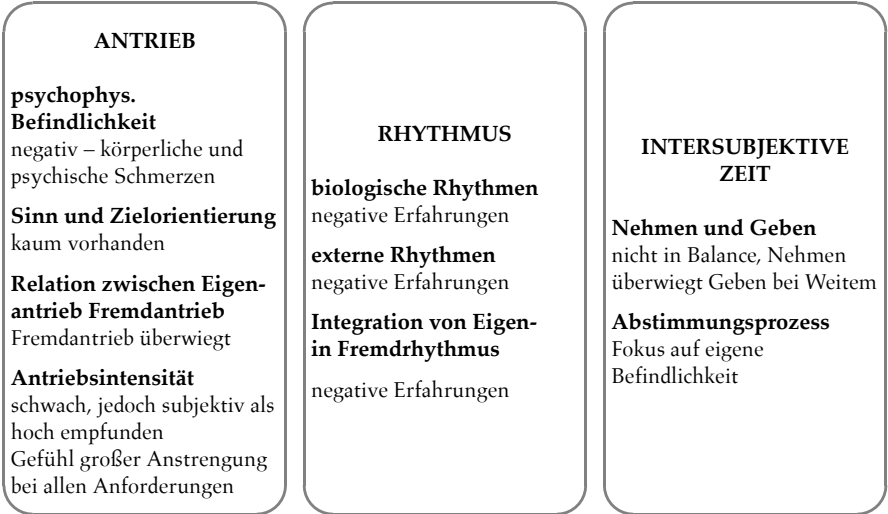 ANTRIEB
psychophys.
Befindlichkeit
negativ – körperliche und
psychische Schmerzen
Sinn und Zielorientierung
kaum vorhanden
Relation zwischen Eigen-
antrieb Fremdantrieb
Fremdantrieb überwiegt
Antriebsintensität
schwach, jedoch subjektiv als
hoch empfunden
Gefühl großer Anstrengung
bei allen Anforderungen
RHYTHMUS
biologische Rhythmen
negative Erfahrungen
externe Rhythmen
negative Erfahrungen
Integration von Eigen-
in Fremdrhythmus
negative Erfahrungen
INTERSUBJEKTIVE
ZEIT
Nehmen und Geben
nicht in Balance, Nehmen
überwiegt Geben bei Weitem
Abstimmungsprozess
Fokus auf eigene
Befindlichkeit